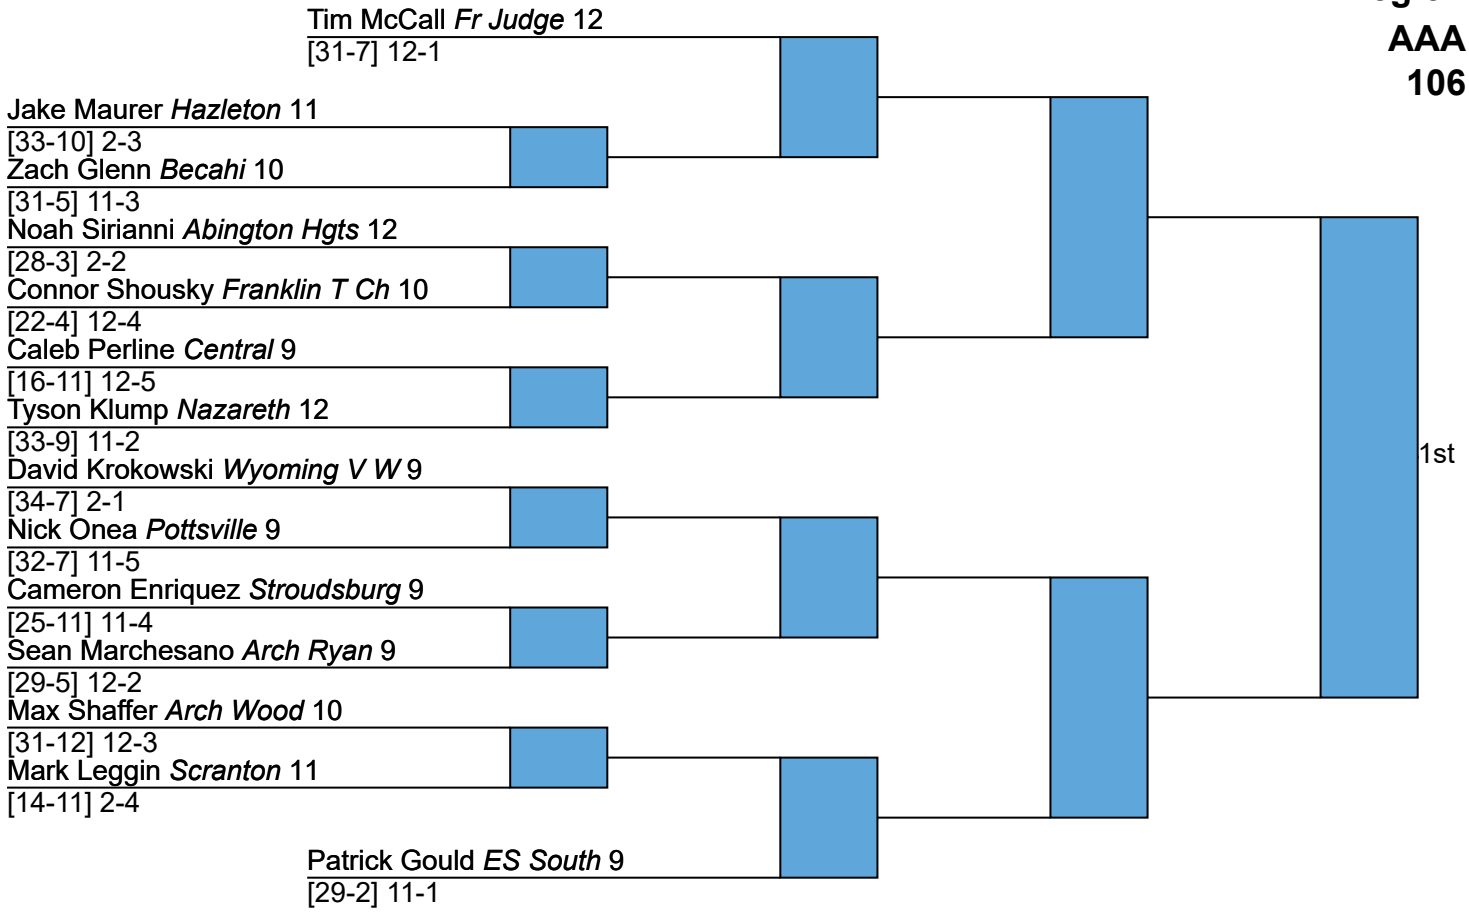 Tim McCall Fr Judge 12
[31-7] 12-1
AAA
106
Jake Maurer Hazleton 11
[33-10] 2-3
Zach Glenn Becahi 10
[31-5] 11-3
Noah Sirianni Abington Hgts 12
[28-3] 2-2
Connor Shousky Franklin T Ch 10
[22-4] 12-4
Caleb Perline Central 9
[16-11] 12-5
Tyson Klump Nazareth 12
[33-9] 11-2
David Krokowski Wyoming V W 9
[34-7] 2-1
Nick Onea Pottsville 9
[32-7] 11-5
Cameron Enriquez Stroudsburg 9
[25-11] 11-4
Sean Marchesano Arch Ryan 9
[29-5] 12-2
Max Shaffer Arch Wood 10
[31-12] 12-3
Mark Leggin Scranton 11
[14-11] 2-4
Patrick Gould ES South 9
[29-2] 11-1
1st